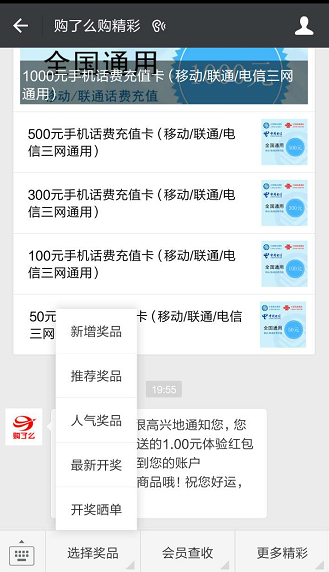 购了么购精彩
全国通用
移动/联通/电信 话费充值
1000元手机话费充值卡（移动/联通/电信三网
通用）
500元手机话费充值卡（移动/联通/电
信三网通用）
全国通用
300元手机话费充值卡（移动/联通/电
信三网通用）
全国通用
100元手机话费充值卡（移动/联通/电
信三网通用）
全国通用
50元
卡（移动/联通/电信
三网
全国通用
新增奖品
推荐奖品
人气奖品
最新开奖
开奖晒单
19:55
购了么
很高兴地通知您，您
送的1.00元体验红包
到您的账户
商品哦! 祝您好运，
选择奖品
会员查收
更多精彩